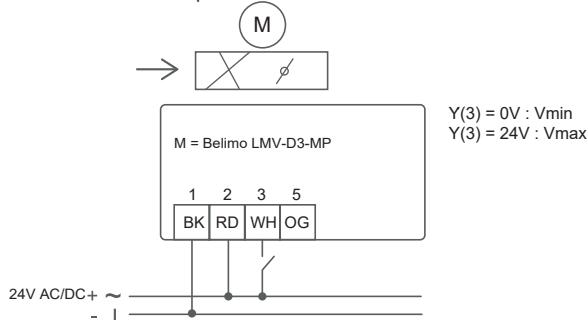 M
Y(3) = 0V : Vmin
Y(3) = 24V : Vmax
M = Belimo LMV-D3-MP
1 2 3 5
BK RD WH OG
24V AC/DC + ~
-